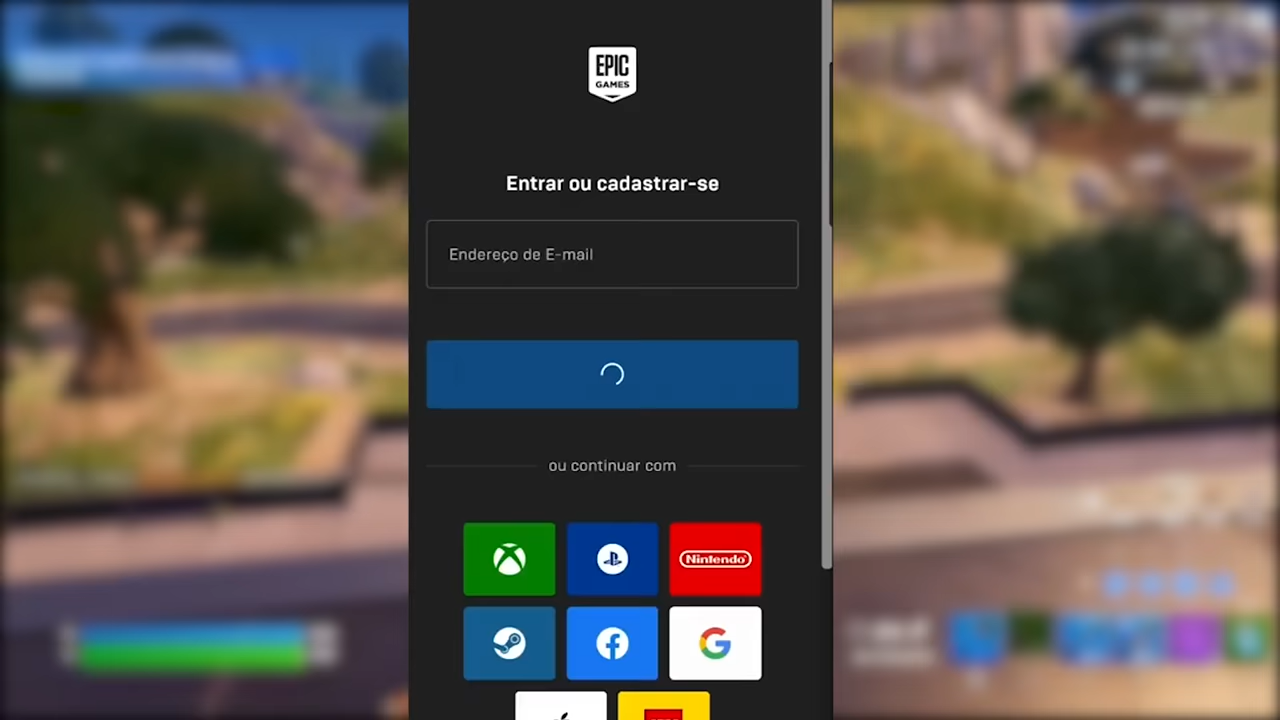 EPIC
GAMES
Entrar ou cadastrar-se
Endereço de E-mail
ou continuar com
Nintendo